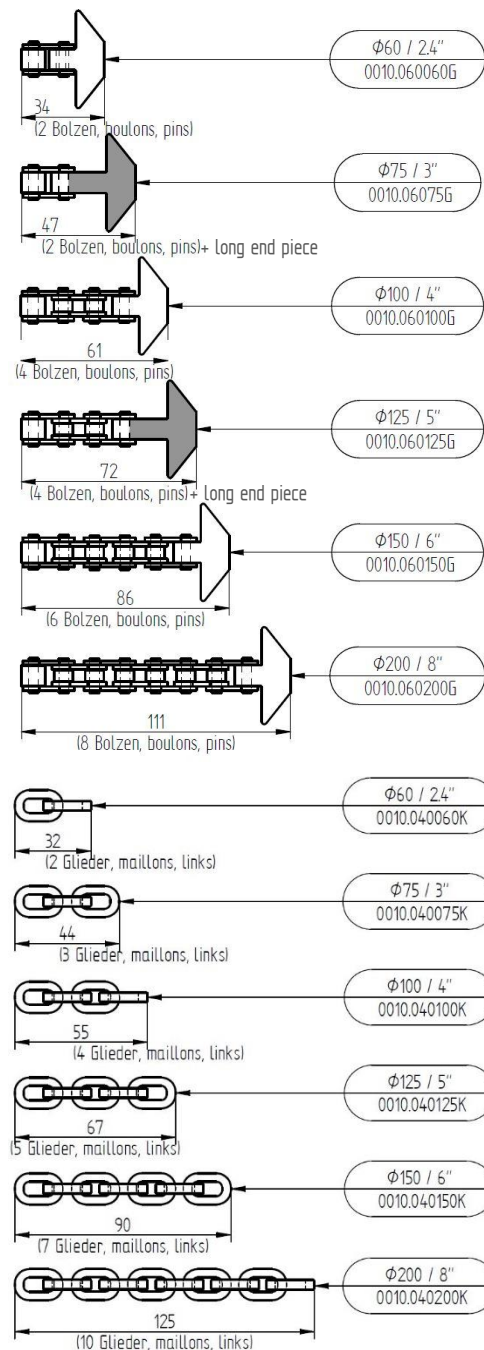 Φ60 / 2.4"
0010.060060G
34
(2 Bolzen, boulons, pins)
Φ75 / 3"
0010.06075G
47
(2 Bolzen, boulons, pins)+ long end piece
Φ100 / 4"
0010.060100G
61
(4 Bolzen, boulons, pins)
Φ125 / 5"
0010.060125G
72
(4 Bolzen, boulons, pins)+ long end piece
Φ150 / 6"
0010.060150G
86
(6 Bolzen, boulons, pins)
Φ200 / 8"
0010.060200G
111
(8 Bolzen, boulons, pins)
Φ60 / 2.4"
0010.040060K
32
(2 Glieder, maillons, links)
Φ75 / 3"
0010.040075K
44
(3 Glieder, maillons, links)
Φ100 / 4"
0010.040100K
55
(4 Glieder, maillons, links)
Φ125 / 5"
0010.040125K
67
(5 Glieder, maillons, links)
Φ150 / 6"
0010.040150K
90
(7 Glieder, maillons, links)
Φ200 / 8"
0010.040200K
125
(10 Glieder, maillons, links)